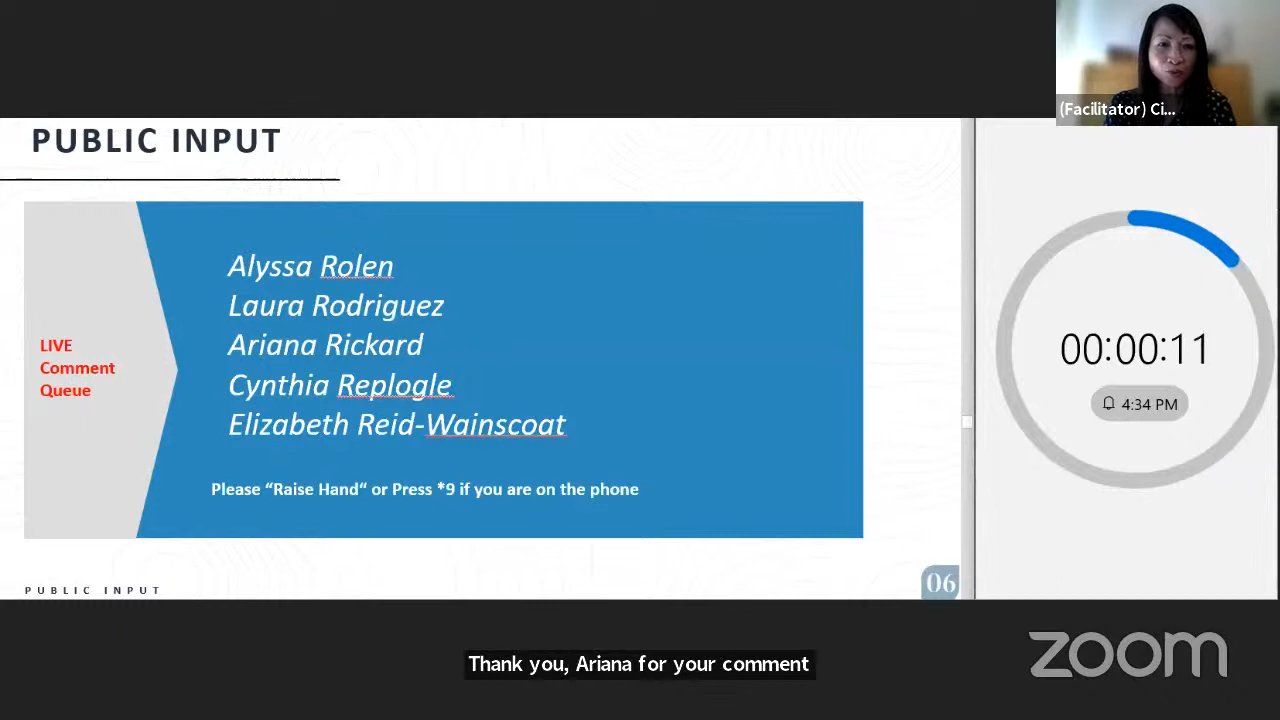 (Facilitator) Ci...
PUBLIC INPUT
Alyssa Rolen
Laura Rodriguez
Ariana Rickard
Cynthia Replogle
Elizabeth Reid-Wainscoat
LIVE
Comment
Queue
Please “Raise Hand“ or Press *9 if you are on the phone
00:00:11
4:34 PM
PUBLIC INPUT
06
Thank you, Ariana for your comment
zoom